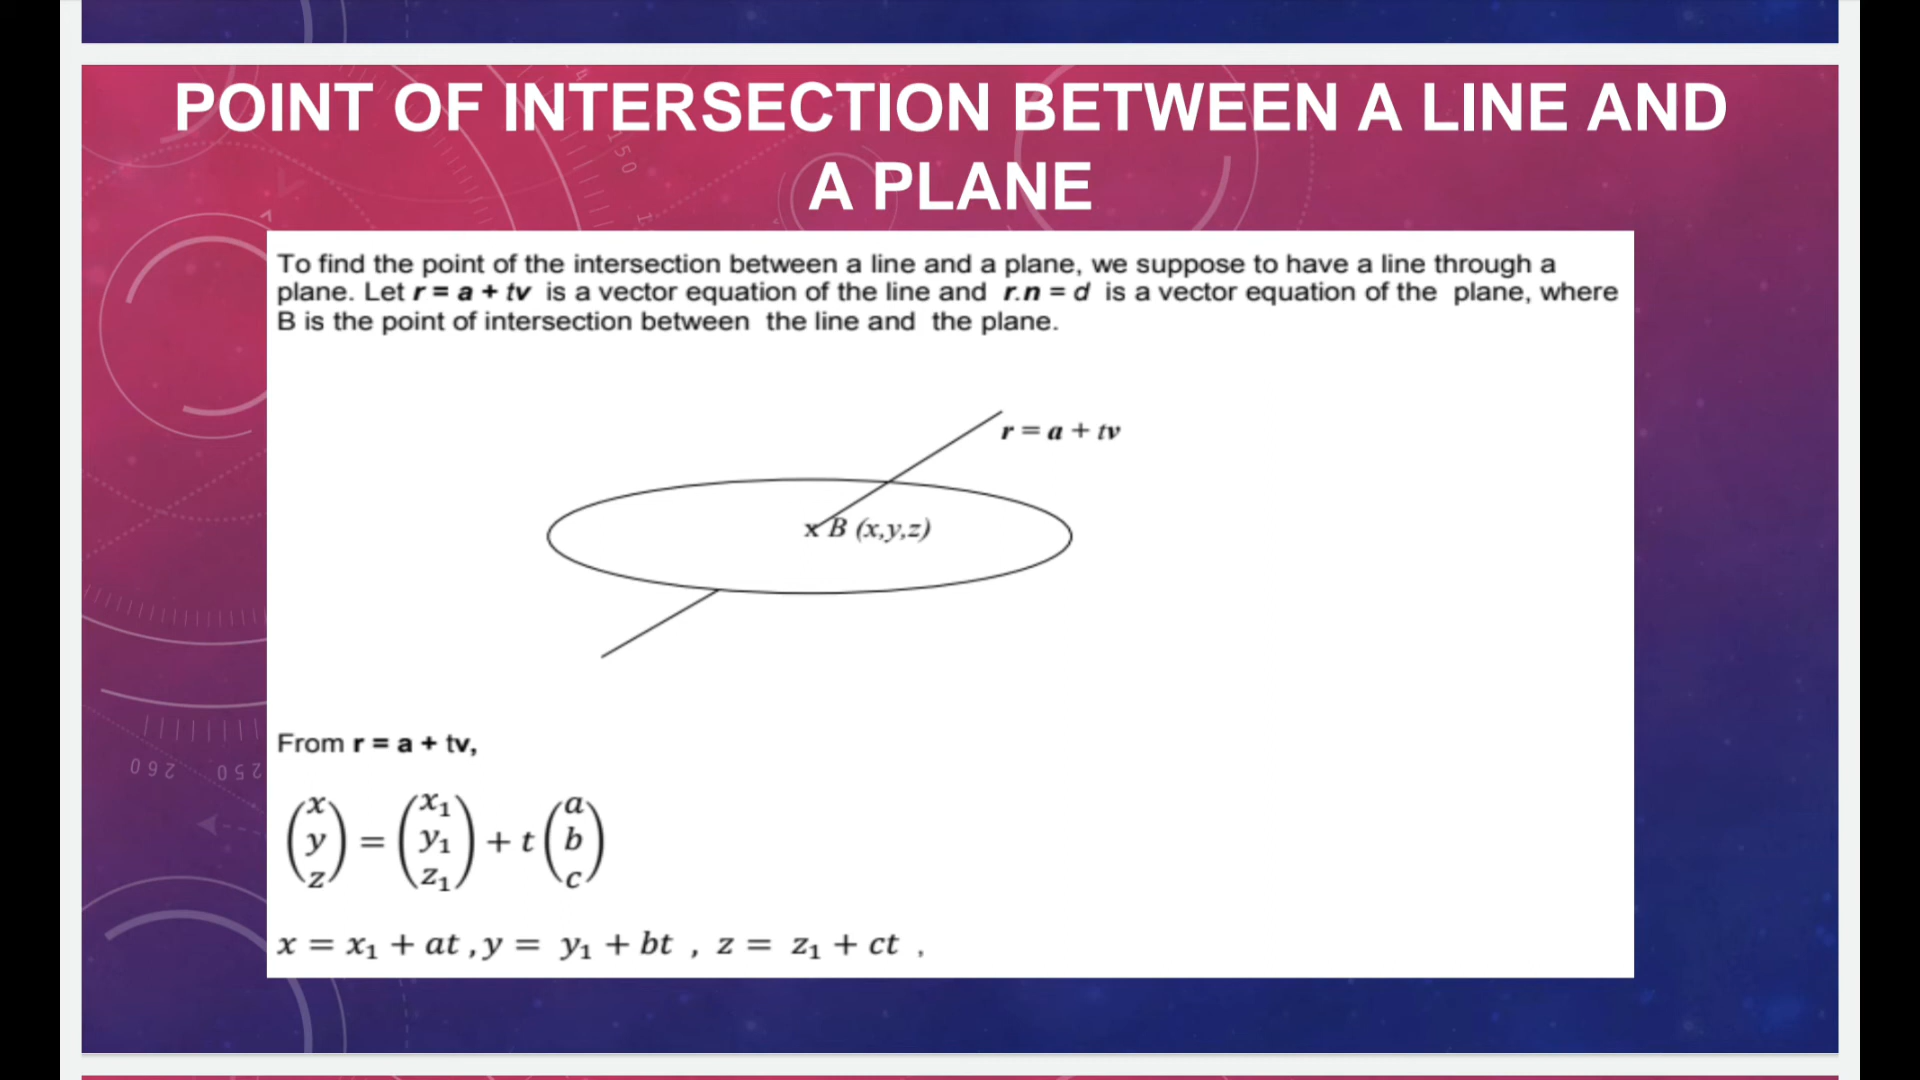 POINT OF INTERSECTION BETWEEN A LINE AND
A PLANE
To find the point of the intersection between a line and a plane, we suppose to have a line through a
plane. Let r = a + tv is a vector equation of the line and r.n = d is a vector equation of the plane, where
B is the point of intersection between the line and the plane.
r = a + tv
x B (x,y,z)
From r = a + tv,
(x y z) = (x₁ y₁ z₁) + t (a b c)
x = x₁ + at , y = y₁ + bt , z = z₁ + ct ,
150
260
250